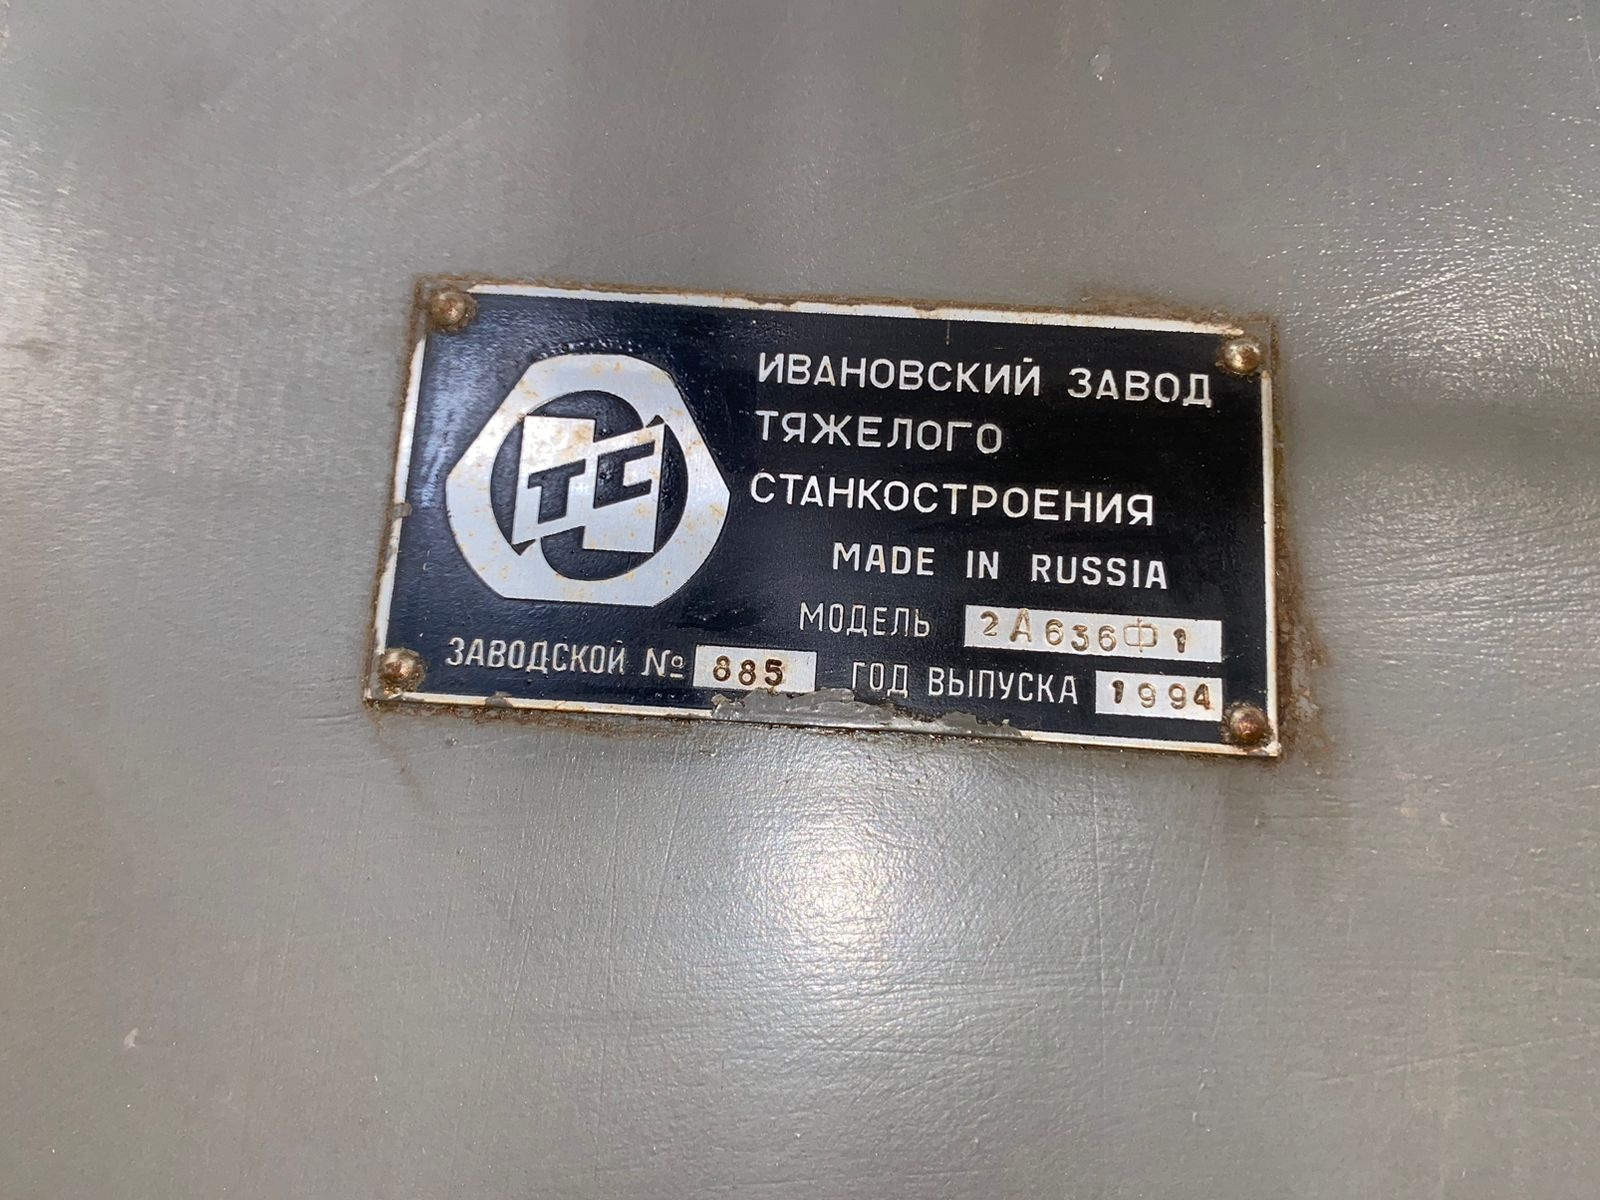 ТС
ИВАНОВСКИЙ ЗАВОД
ТЯЖЕЛОГО
СТАНКОСТРОЕНИЯ
MADE IN RUSSIA
МОДЕЛЬ 2А636Ф1
ЗАВОДСКОЙ № 885 ГОД ВЫПУСКА 1994